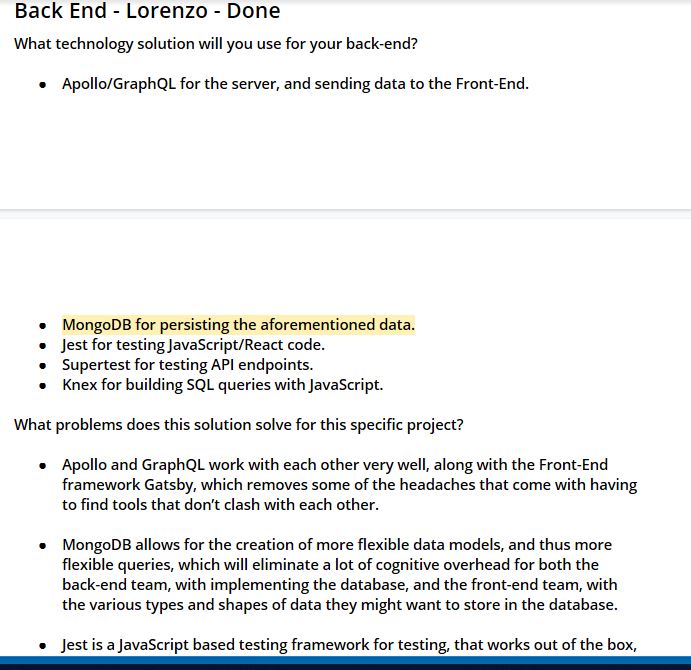 Back End - Lorenzo - Done
What technology solution will you use for your back-end?
● Apollo/GraphQL for the server, and sending data to the Front-End.
● MongoDB for persisting the aforementioned data.
● Jest for testing JavaScript/React code.
● Supertest for testing API endpoints.
● Knex for building SQL queries with JavaScript.
What problems does this solution solve for this specific project?
● Apollo and GraphQL work with each other very well, along with the Front-End
framework Gatsby, which removes some of the headaches that come with having
to find tools that don’t clash with each other.
● MongoDB allows for the creation of more flexible data models, and thus more
flexible queries, which will eliminate a lot of cognitive overhead for both the
back-end team, with implementing the database, and the front-end team, with
the various types and shapes of data they might want to store in the database.
● Jest is a JavaScript based testing framework for testing, that works out of the box,